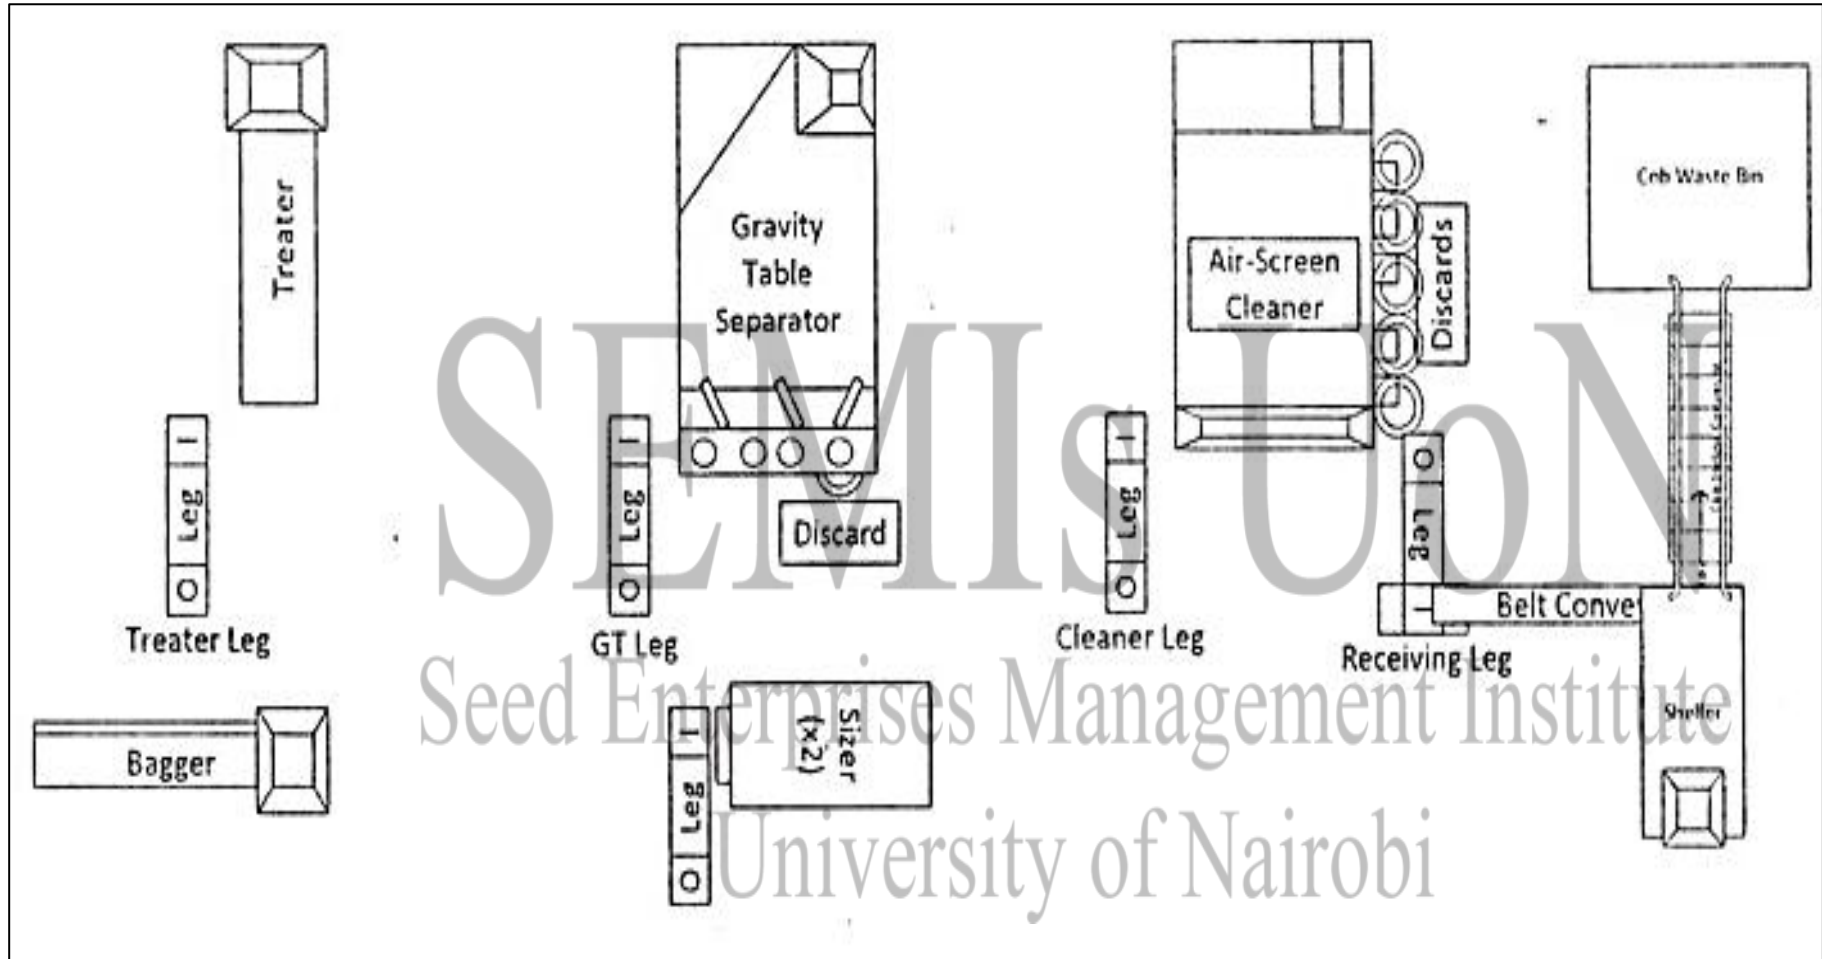 Treater
I
Leg
O
Treater Leg
Bagger
Gravity
Table
Separator
I
Leg
O
GT Leg
Discard
Sizer
(x2)
I
Leg
O
Air-Screen
Cleaner
Discards
I
Leg
O
Cleaner Leg
O
Leg
I
Receiving Leg
Belt Conve
Cob Waste Bin
Sheller
SEMIs UoN
Seed Enterprises Management Institute
University of Nairobi